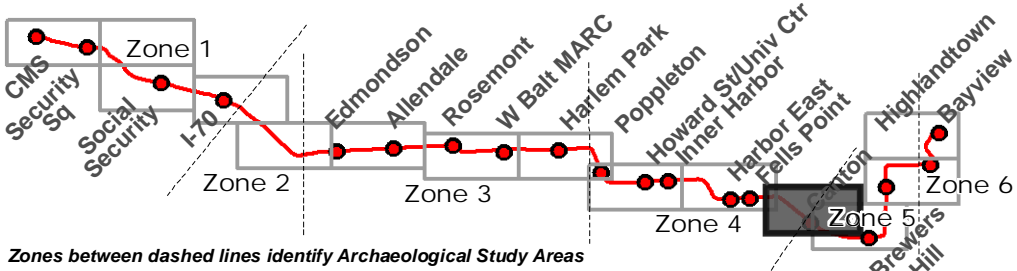 CMS
Security
Sq
Social
Security
I-70
Edmondson
Allendale
Rosemont
W Balt MARC
Harlem Park
Poppleton
Howard St/Univ Ctr
Inner Harbor
Harbor East
Fells Point
Canton
Brewers
Hill
Highlandtown
Bayview
Zone 1
Zone 2
Zone 3
Zone 4
Zone 5
Zone 6
Zones between dashed lines identify Archaeological Study Areas